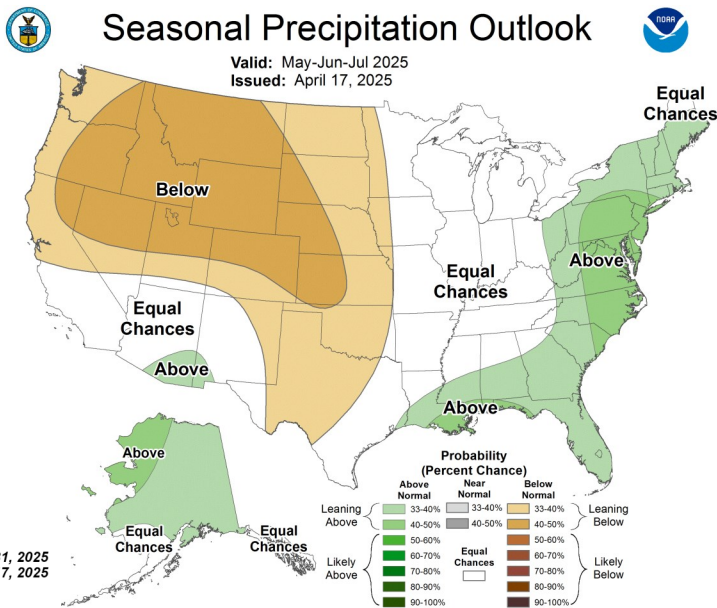 Seasonal Precipitation Outlook
NOAA
Valid: May-Jun-Jul 2025
Issued: April 17, 2025
Equal
Chances
Below
Above
Equal
Chances
Equal
Chances
Above
Above
Above
Equal
Chances
Equal
Chances
1, 2025
7, 2025
Probability
(Percent Chance)
Above
Normal
Near
Normal
Below
Normal
Leaning
Above
33-40%
33-40%
33-40%
Leaning
Below
40-50%
40-50%
40-50%
Likely
Above
50-60%
60-70%
70-80%
80-90%
90-100%
Equal
Chances
50-60%
60-70%
70-80%
80-90%
90-100%
Likely
Below